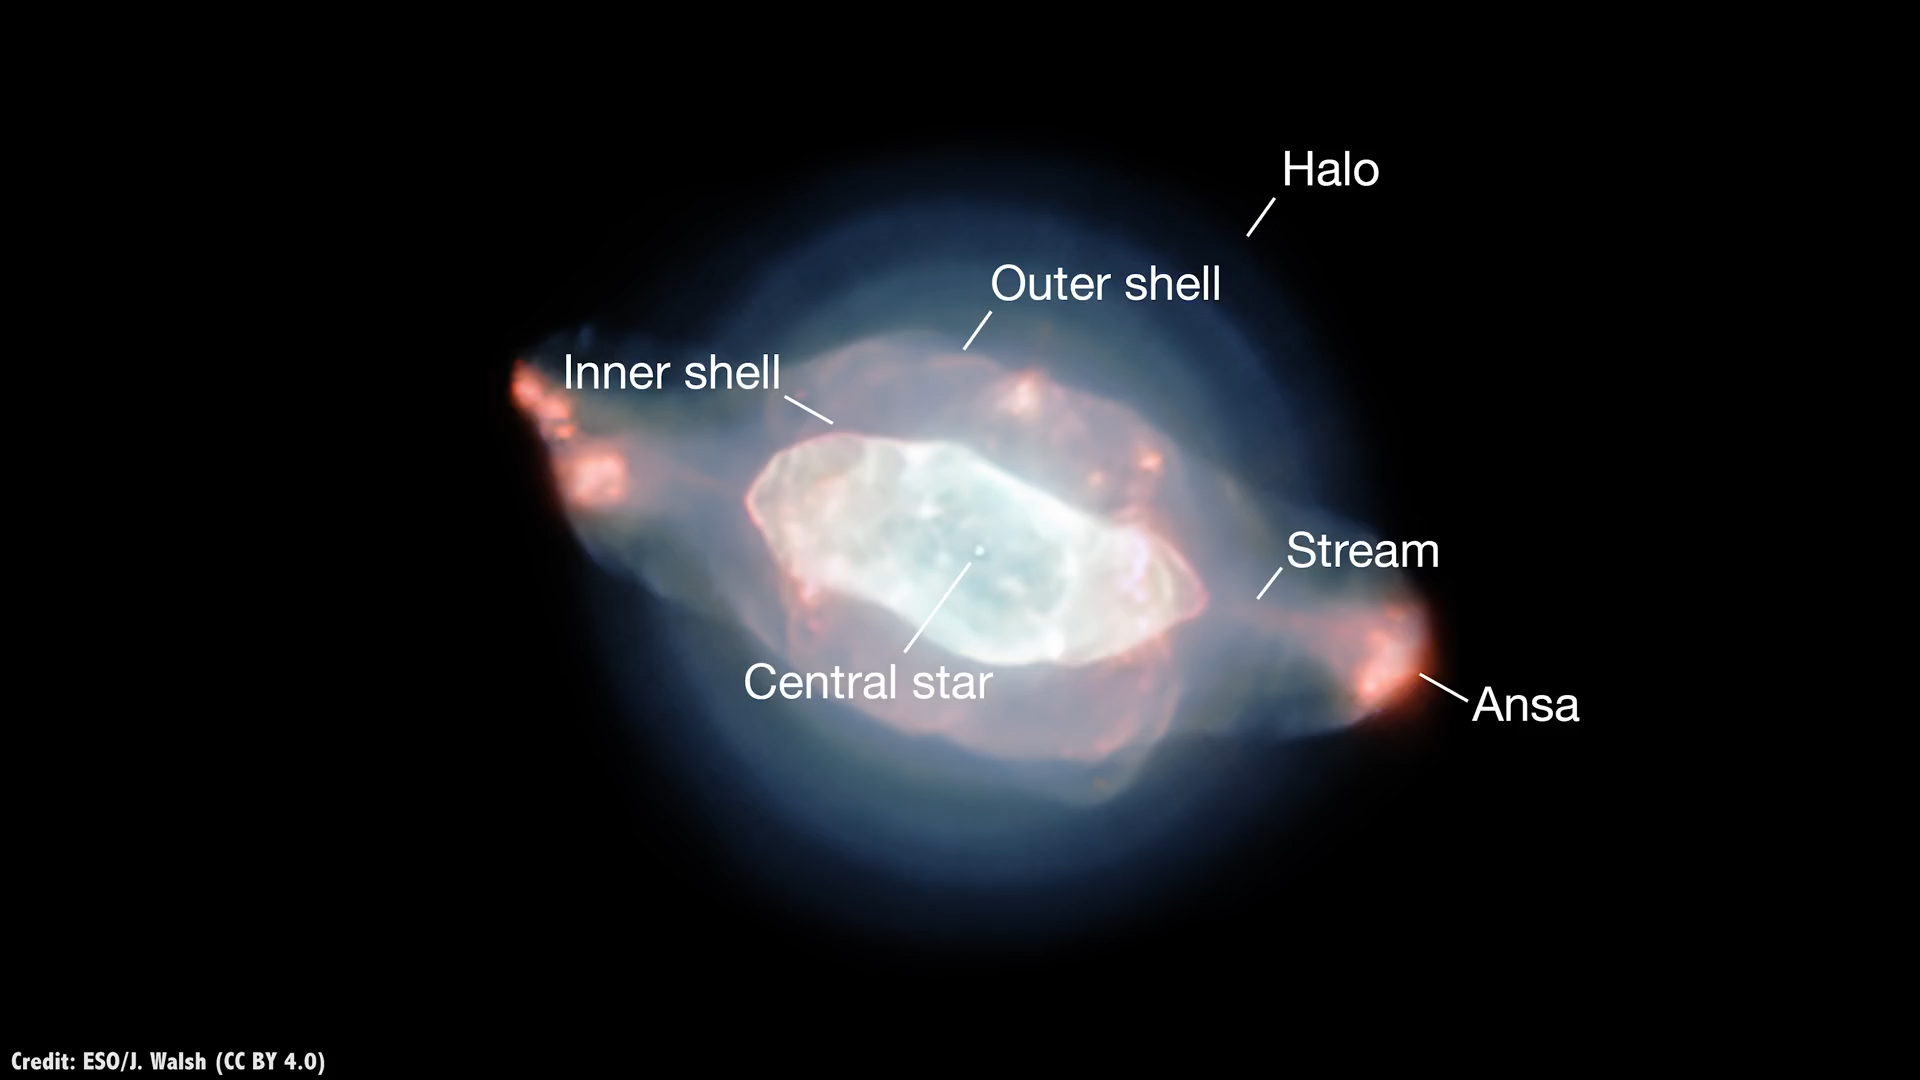 Halo
Outer shell
Inner shell
Stream
Central star
Ansa
Credit: ESO/J. Walsh (CC BY 4.0)